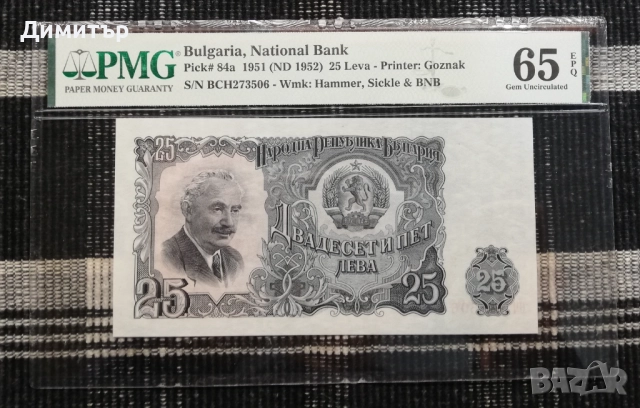 Димитър
PMG
PAPER MONEY GUARANTY
Bulgaria, National Bank
Pick# 84a 1951 (ND 1952) 25 Leva - Printer: Goznak
S/N BCH273506 - Wmk: Hammer, Sickle & BNB
65 EPQ
Gem Uncirculated
25
НАРОДНА РЕПУБЛИКА БЪЛГАРИЯ
ДВАДЕСЕТ И ПЕТ
ЛЕВА
25
25
25
BAZAR